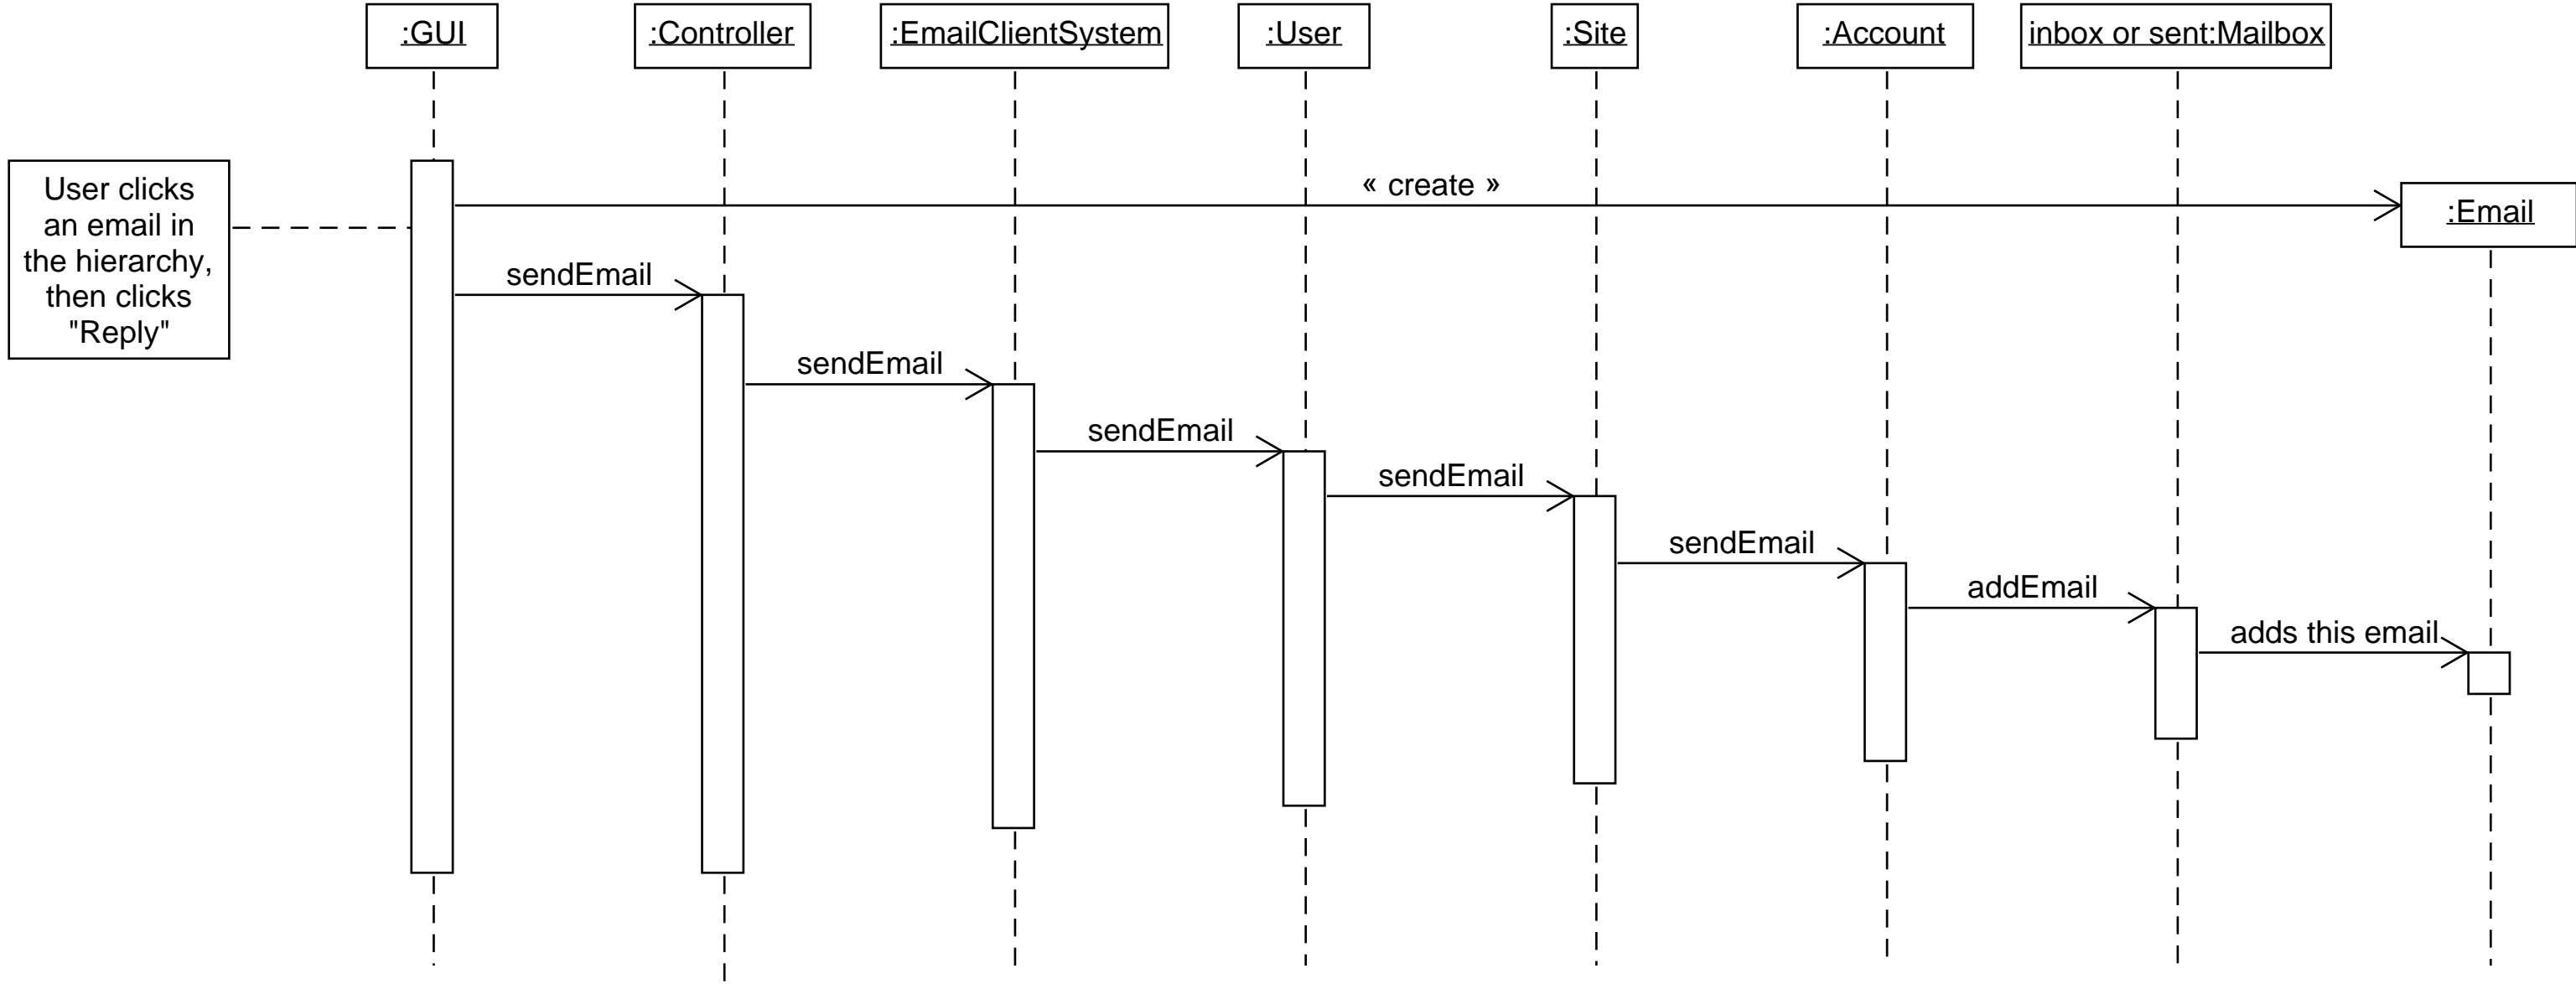 :GUI
:Controller
:EmailClientSystem
:User
:Site
:Account
inbox or sent:Mailbox
User clicks
an email in
the hierarchy,
then clicks
"Reply"
« create »
:Email
sendEmail
sendEmail
sendEmail
sendEmail
sendEmail
addEmail
adds this email